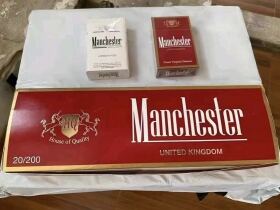 Manchester
Manchester
House of Quality
Manchester
UNITED KINGDOM
20/200